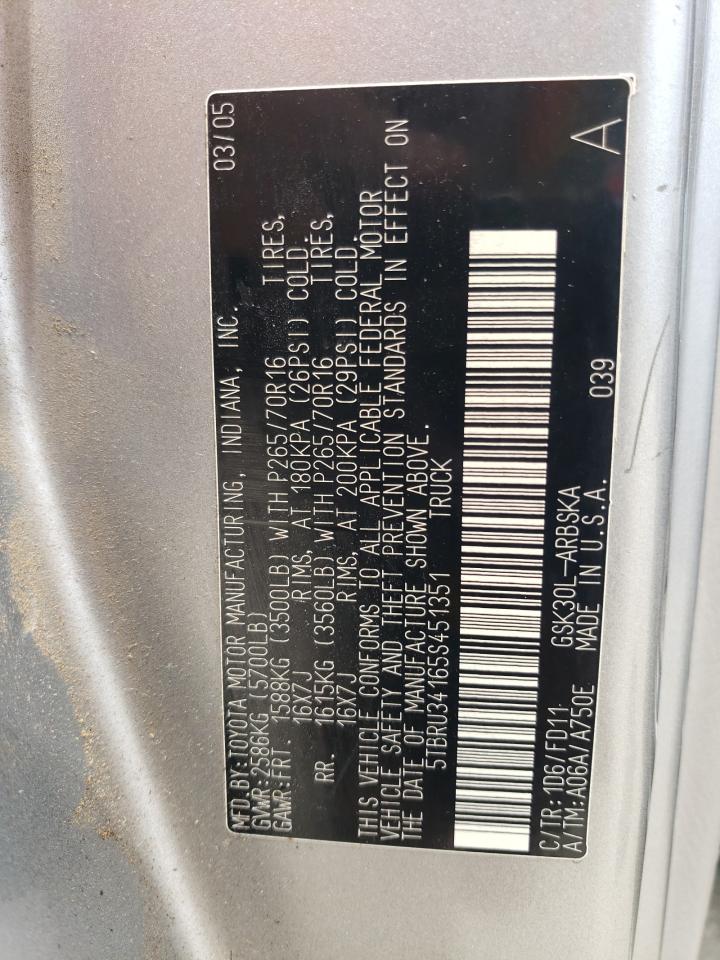 MFD.BY:TOYOTA MOTOR MANUFACTURING, INDIANA, INC. 03/05
GVWR:2586KG (5700LB)
GAWR:FRT. 1588KG (3500LB) WITH P265/70R16 TIRES,
16X7J RIMS, AT 180KPA (26PSI) COLD.
RR. 1615KG (3560LB) WITH P265/70R16 TIRES,
16X7J RIMS, AT 200KPA (29PSI) COLD.
THIS VEHICLE CONFORMS TO ALL APPLICABLE FEDERAL MOTOR
VEHICLE SAFETY AND THEFT PREVENTION STANDARDS IN EFFECT ON
THE DATE OF MANUFACTURE SHOWN ABOVE.
5TBRU34165S451351 TRUCK
C/TR:1D6/FD11 GSK30L-ARBSKA 039 A
A/TM:A06A/A750E MADE IN U.S.A.